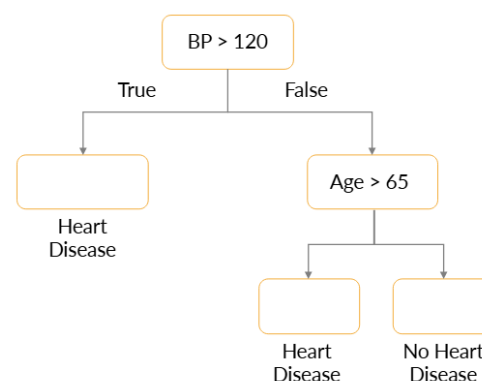 BP > 120
True
False
Age > 65
Heart
Disease
Heart
Disease
No Heart
Disease